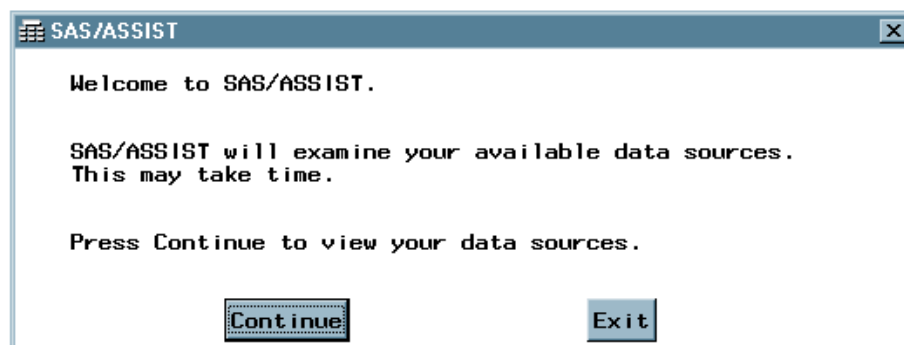 SAS/ASSIST
Welcome to SAS/ASSIST.
SAS/ASSIST will examine your available data sources.
This may take time.
Press Continue to view your data sources.
Continue Exit